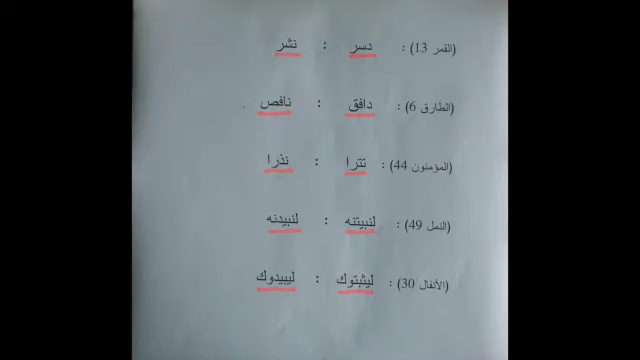 (القمر 13) : دسر : نشر
(الطارق 6) : دافق : نافص
(المؤمنون 44) : تترا : نذرا
(النمل 49) : لنبيتنه : لنبيدنه
(الأنفال 30) : ليثبتوك : ليبيدوك